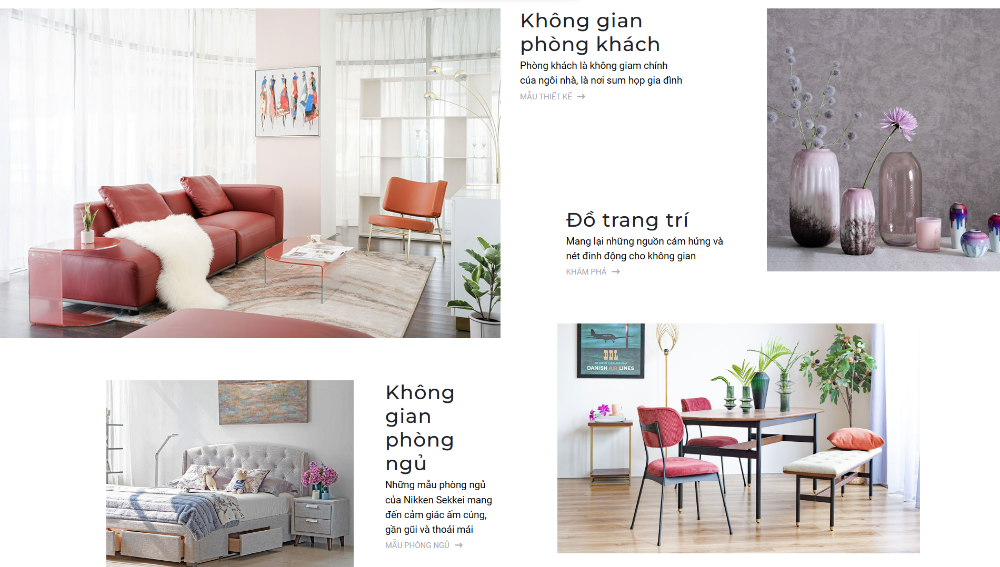 Không gian
phòng khách
Phòng khách là không giam chính
của ngôi nhà, là nơi sum họp gia đình
MẪU THIẾT KẾ →
Đồ trang trí
Mang lại những nguồn cảm hứng và
nét đinh động cho không gian
KHÁM PHÁ →
Không
gian
phòng
ngủ
Những mẫu phòng ngủ
của Nikken Sekkei mang
đến cảm giác ấm cúng,
gần gũi và thoải mái
MẪU PHÒNG NGỦ →
DDL
DANISH AIR LINES